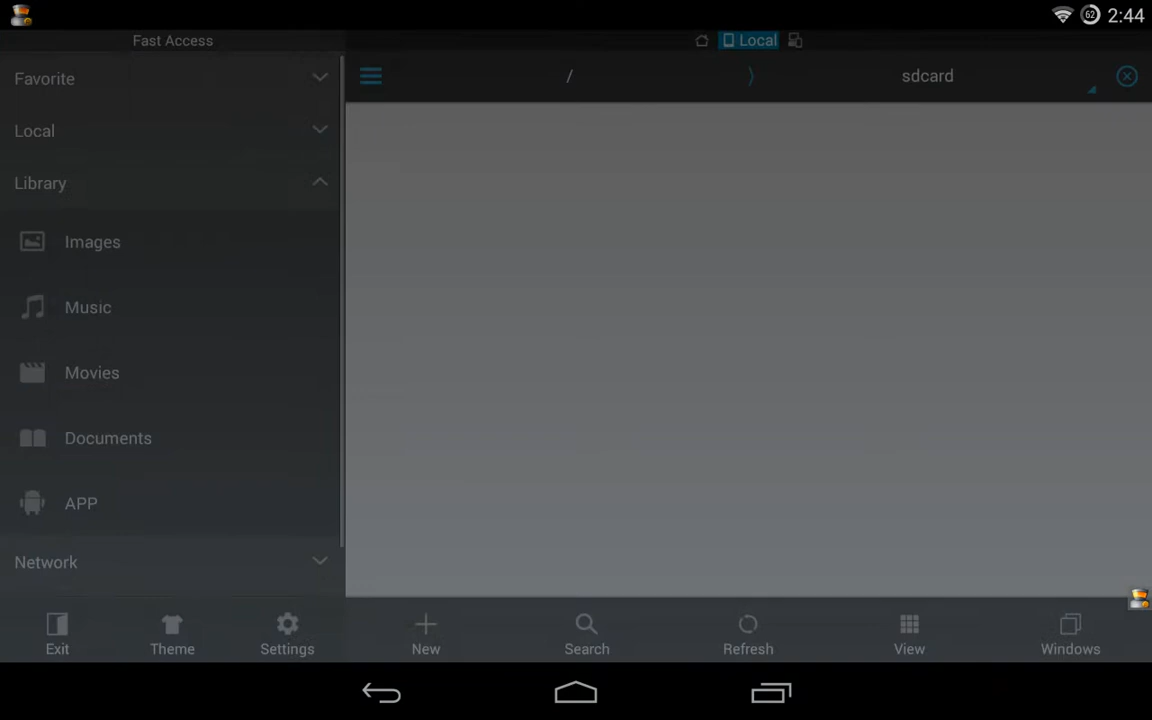 62 2:44
Fast Access
Local
Favorite
/ sdcard
Local
Library
Images
Music
Movies
Documents
APP
Network
Exit Theme Settings New Search Refresh View Windows